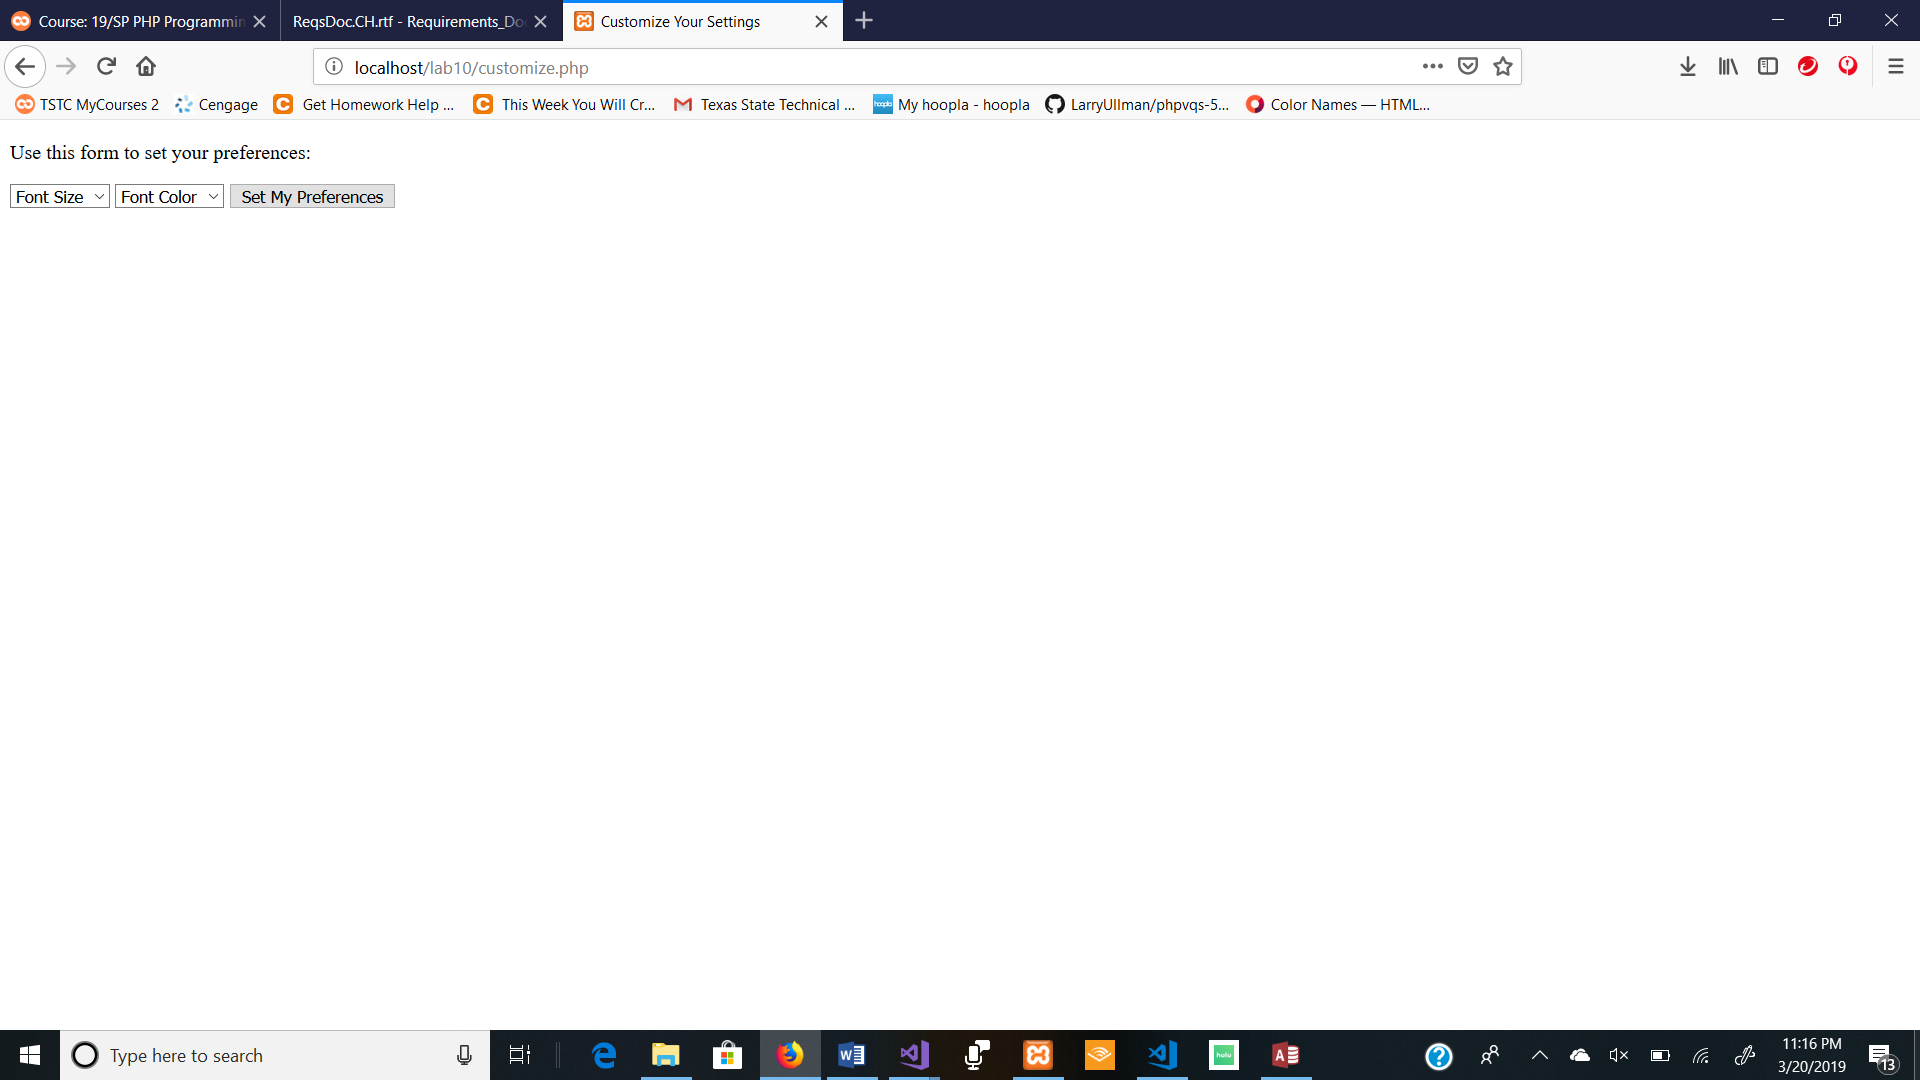 Course: 19/SP PHP Programmin
ReqsDoc.CH.rtf - Requirements_Do
Customize Your Settings
localhost/lab10/customize.php
TSTC MyCourses 2
Cengage
Get Homework Help ...
This Week You Will Cr...
Texas State Technical ...
My hoopla - hoopla
LarryUllman/phpvqs-5...
Color Names — HTML...
Use this form to set your preferences:
Font Size Font Color Set My Preferences
Type here to search
hulu
11:16 PM
3/20/2019
13